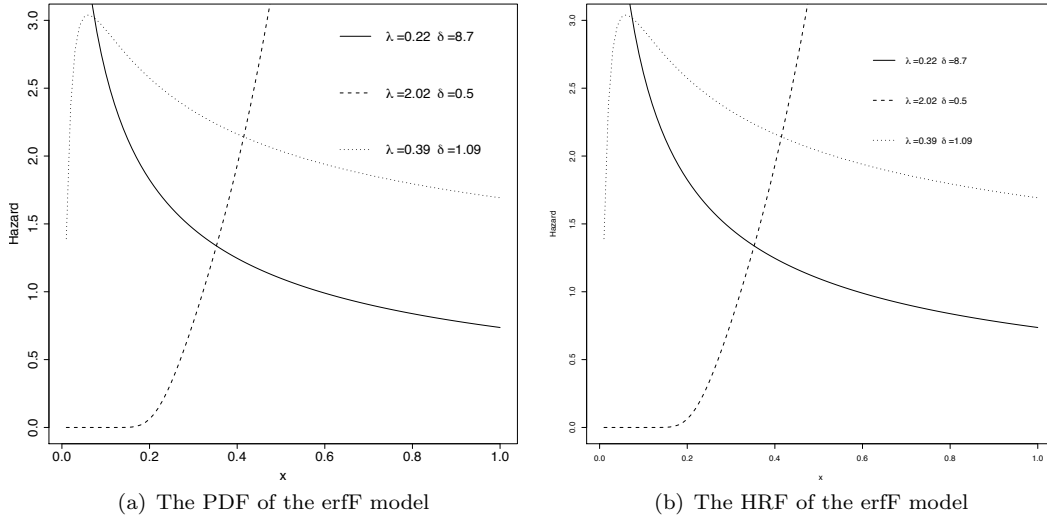 3.0
2.5
2.0
1.5
1.0
0.5
0.0
Hazard
λ =0.22 δ =8.7
λ =2.02 δ =0.5
λ =0.39 δ =1.09
0.0 0.2 0.4 0.6 0.8 1.0
x
(a) The PDF of the erfF model
3.0
2.5
2.0
1.5
1.0
0.5
0.0
Hazard
λ =0.22 δ =8.7
λ =2.02 δ =0.5
λ =0.39 δ =1.09
0.0 0.2 0.4 0.6 0.8 1.0
x
(b) The HRF of the erfF model